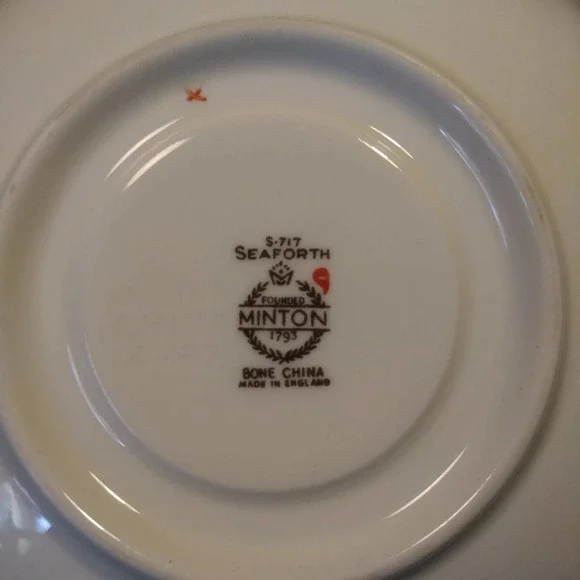 S-717
SEAFORTH
FOUNDED
MINTON
1793
BONE CHINA
MADE IN ENGLAND